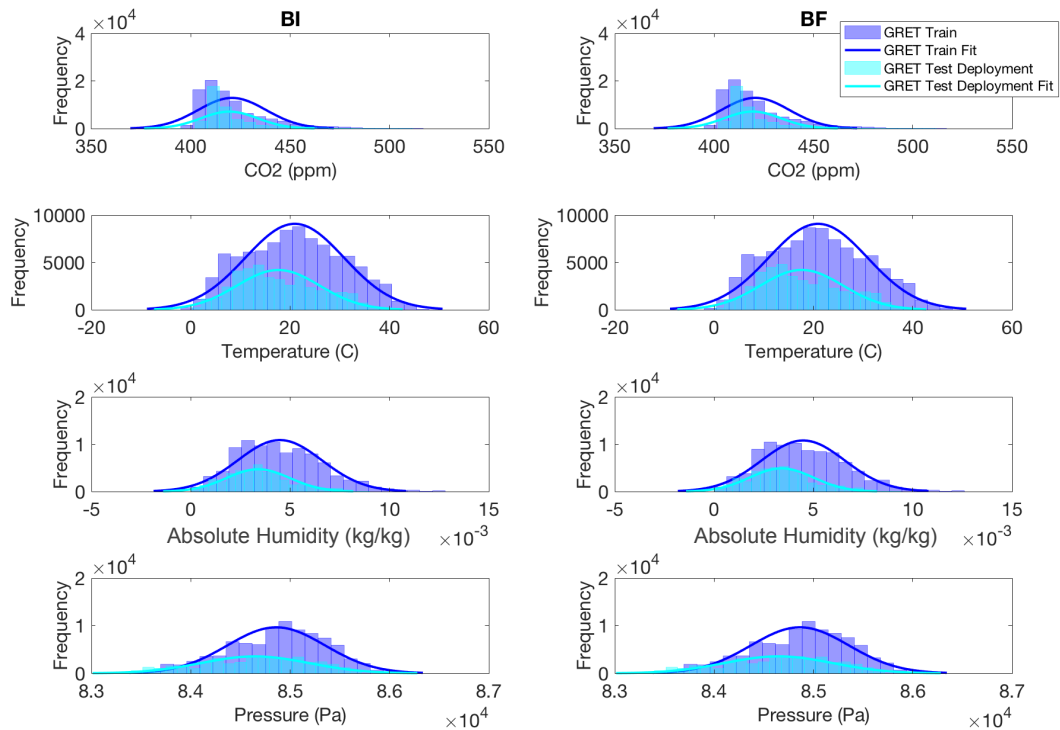 BI
BF
GRET Train
GRET Train Fit
GRET Test Deployment
GRET Test Deployment Fit
×10^4
Frequency
4
2
0
350 400 450 500 550
CO2 (ppm)
×10^4
Frequency
4
2
0
350 400 450 500 550
CO2 (ppm)
Frequency
10000
5000
0
-20 0 20 40 60
Temperature (C)
Frequency
10000
5000
0
-20 0 20 40 60
Temperature (C)
×10^4
Frequency
2
1
0
-5 0 5 10 15
Absolute Humidity (kg/kg) ×10^-3
×10^4
Frequency
2
1
0
-5 0 5 10 15
Absolute Humidity (kg/kg) ×10^-3
×10^4
Frequency
2
1
0
8.3 8.4 8.5 8.6 8.7
Pressure (Pa) ×10^4
×10^4
Frequency
2
1
0
8.3 8.4 8.5 8.6 8.7
Pressure (Pa) ×10^4